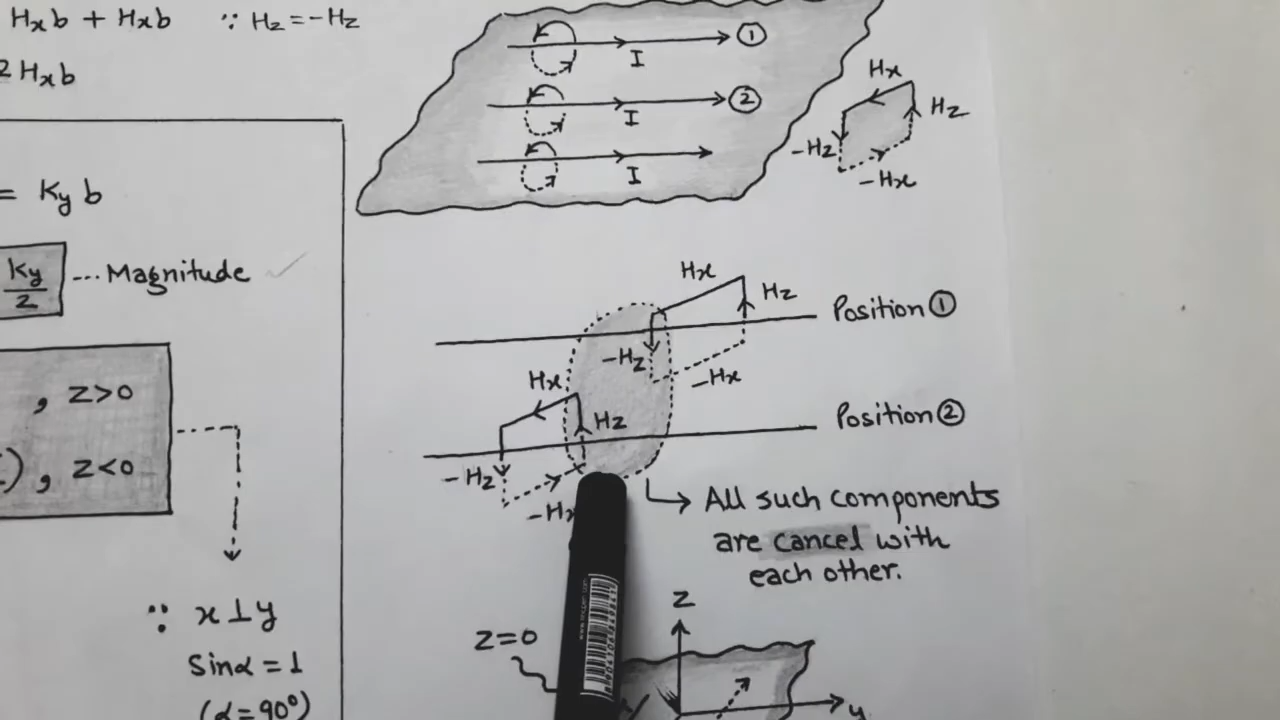 Hxb + Hxb ∵ Hz = -Hz
2Hxb
= Kyb
Ky/2 ... Magnitude
, z>0
, z<0
∵ x ⊥ y
Sinα = 1
(α = 90°)
I ①
I ②
I
Hx
Hz
-Hz
-Hx
Hx
Hz
Position ①
-Hz
-Hx
Hx
Hz
Position ②
-Hz
-Hx
All such components
are cancel with
each other.
z
z=0
y